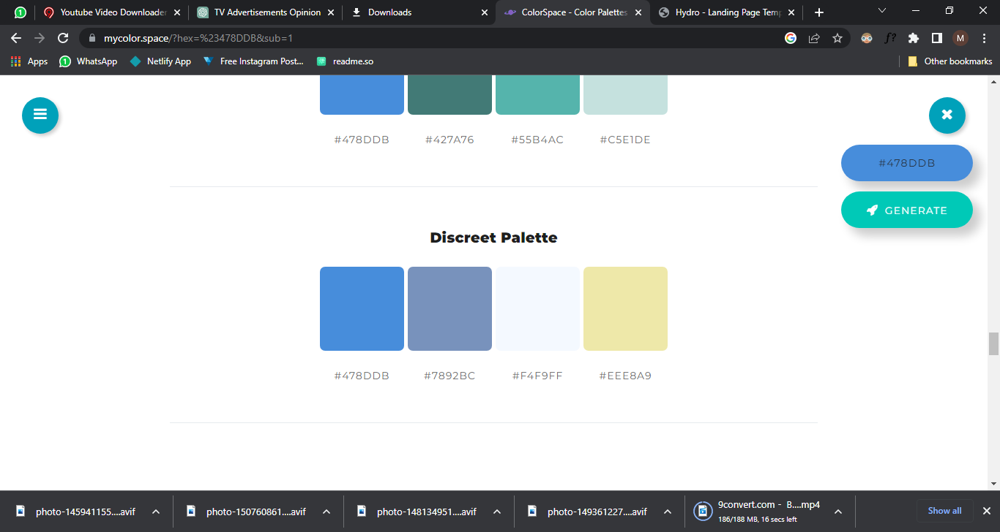 1
Youtube Video Downloader
TV Advertisements Opinion
Downloads
ColorSpace - Color Palettes
Hydro - Landing Page Temp
mycolor.space/?hex=%23478DDB&sub=1
f?
M
Apps
1
WhatsApp
Netlify App
Free Instagram Post...
readme.so
Other bookmarks
#478DDB
#427A76
#55B4AC
#C5E1DE
#478DDB
GENERATE
Discreet Palette
#478DDB
#7892BC
#F4F9FF
#EEE8A9
photo-145941155....avif
photo-150760861....avif
photo-148134951....avif
photo-149361227....avif
9convert.com - B....mp4
186/188 MB, 16 secs left
Show all